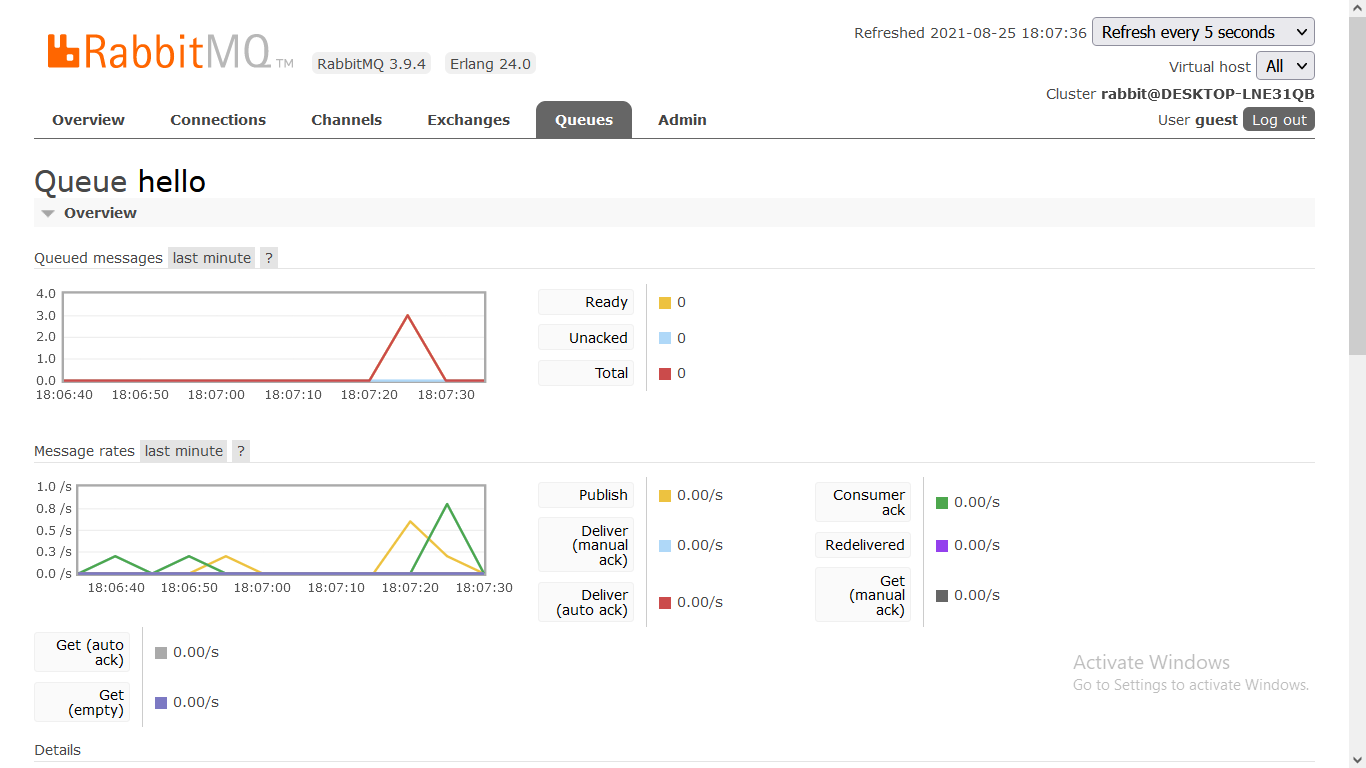 RabbitMQ TM
RabbitMQ 3.9.4 Erlang 24.0
Refreshed 2021-08-25 18:07:36 Refresh every 5 seconds
Virtual host All
Cluster rabbit@DESKTOP-LNE31QB
User guest Log out
Overview Connections Channels Exchanges Queues Admin
Queue hello
Overview
Queued messages last minute ?
4.0
3.0
2.0
1.0
0.0
18:06:40 18:06:50 18:07:00 18:07:10 18:07:20 18:07:30
Ready 0
Unacked 0
Total 0
Message rates last minute ?
1.0 /s
0.8 /s
0.5 /s
0.3 /s
0.0 /s
18:06:40 18:06:50 18:07:00 18:07:10 18:07:20 18:07:30
Publish 0.00/s
Deliver
(manual 0.00/s
ack)
Deliver
(auto ack) 0.00/s
Consumer
ack 0.00/s
Redelivered 0.00/s
Get
(manual 0.00/s
ack)
Get (auto
ack) 0.00/s
Get
(empty) 0.00/s
Activate Windows
Go to Settings to activate Windows.
Details